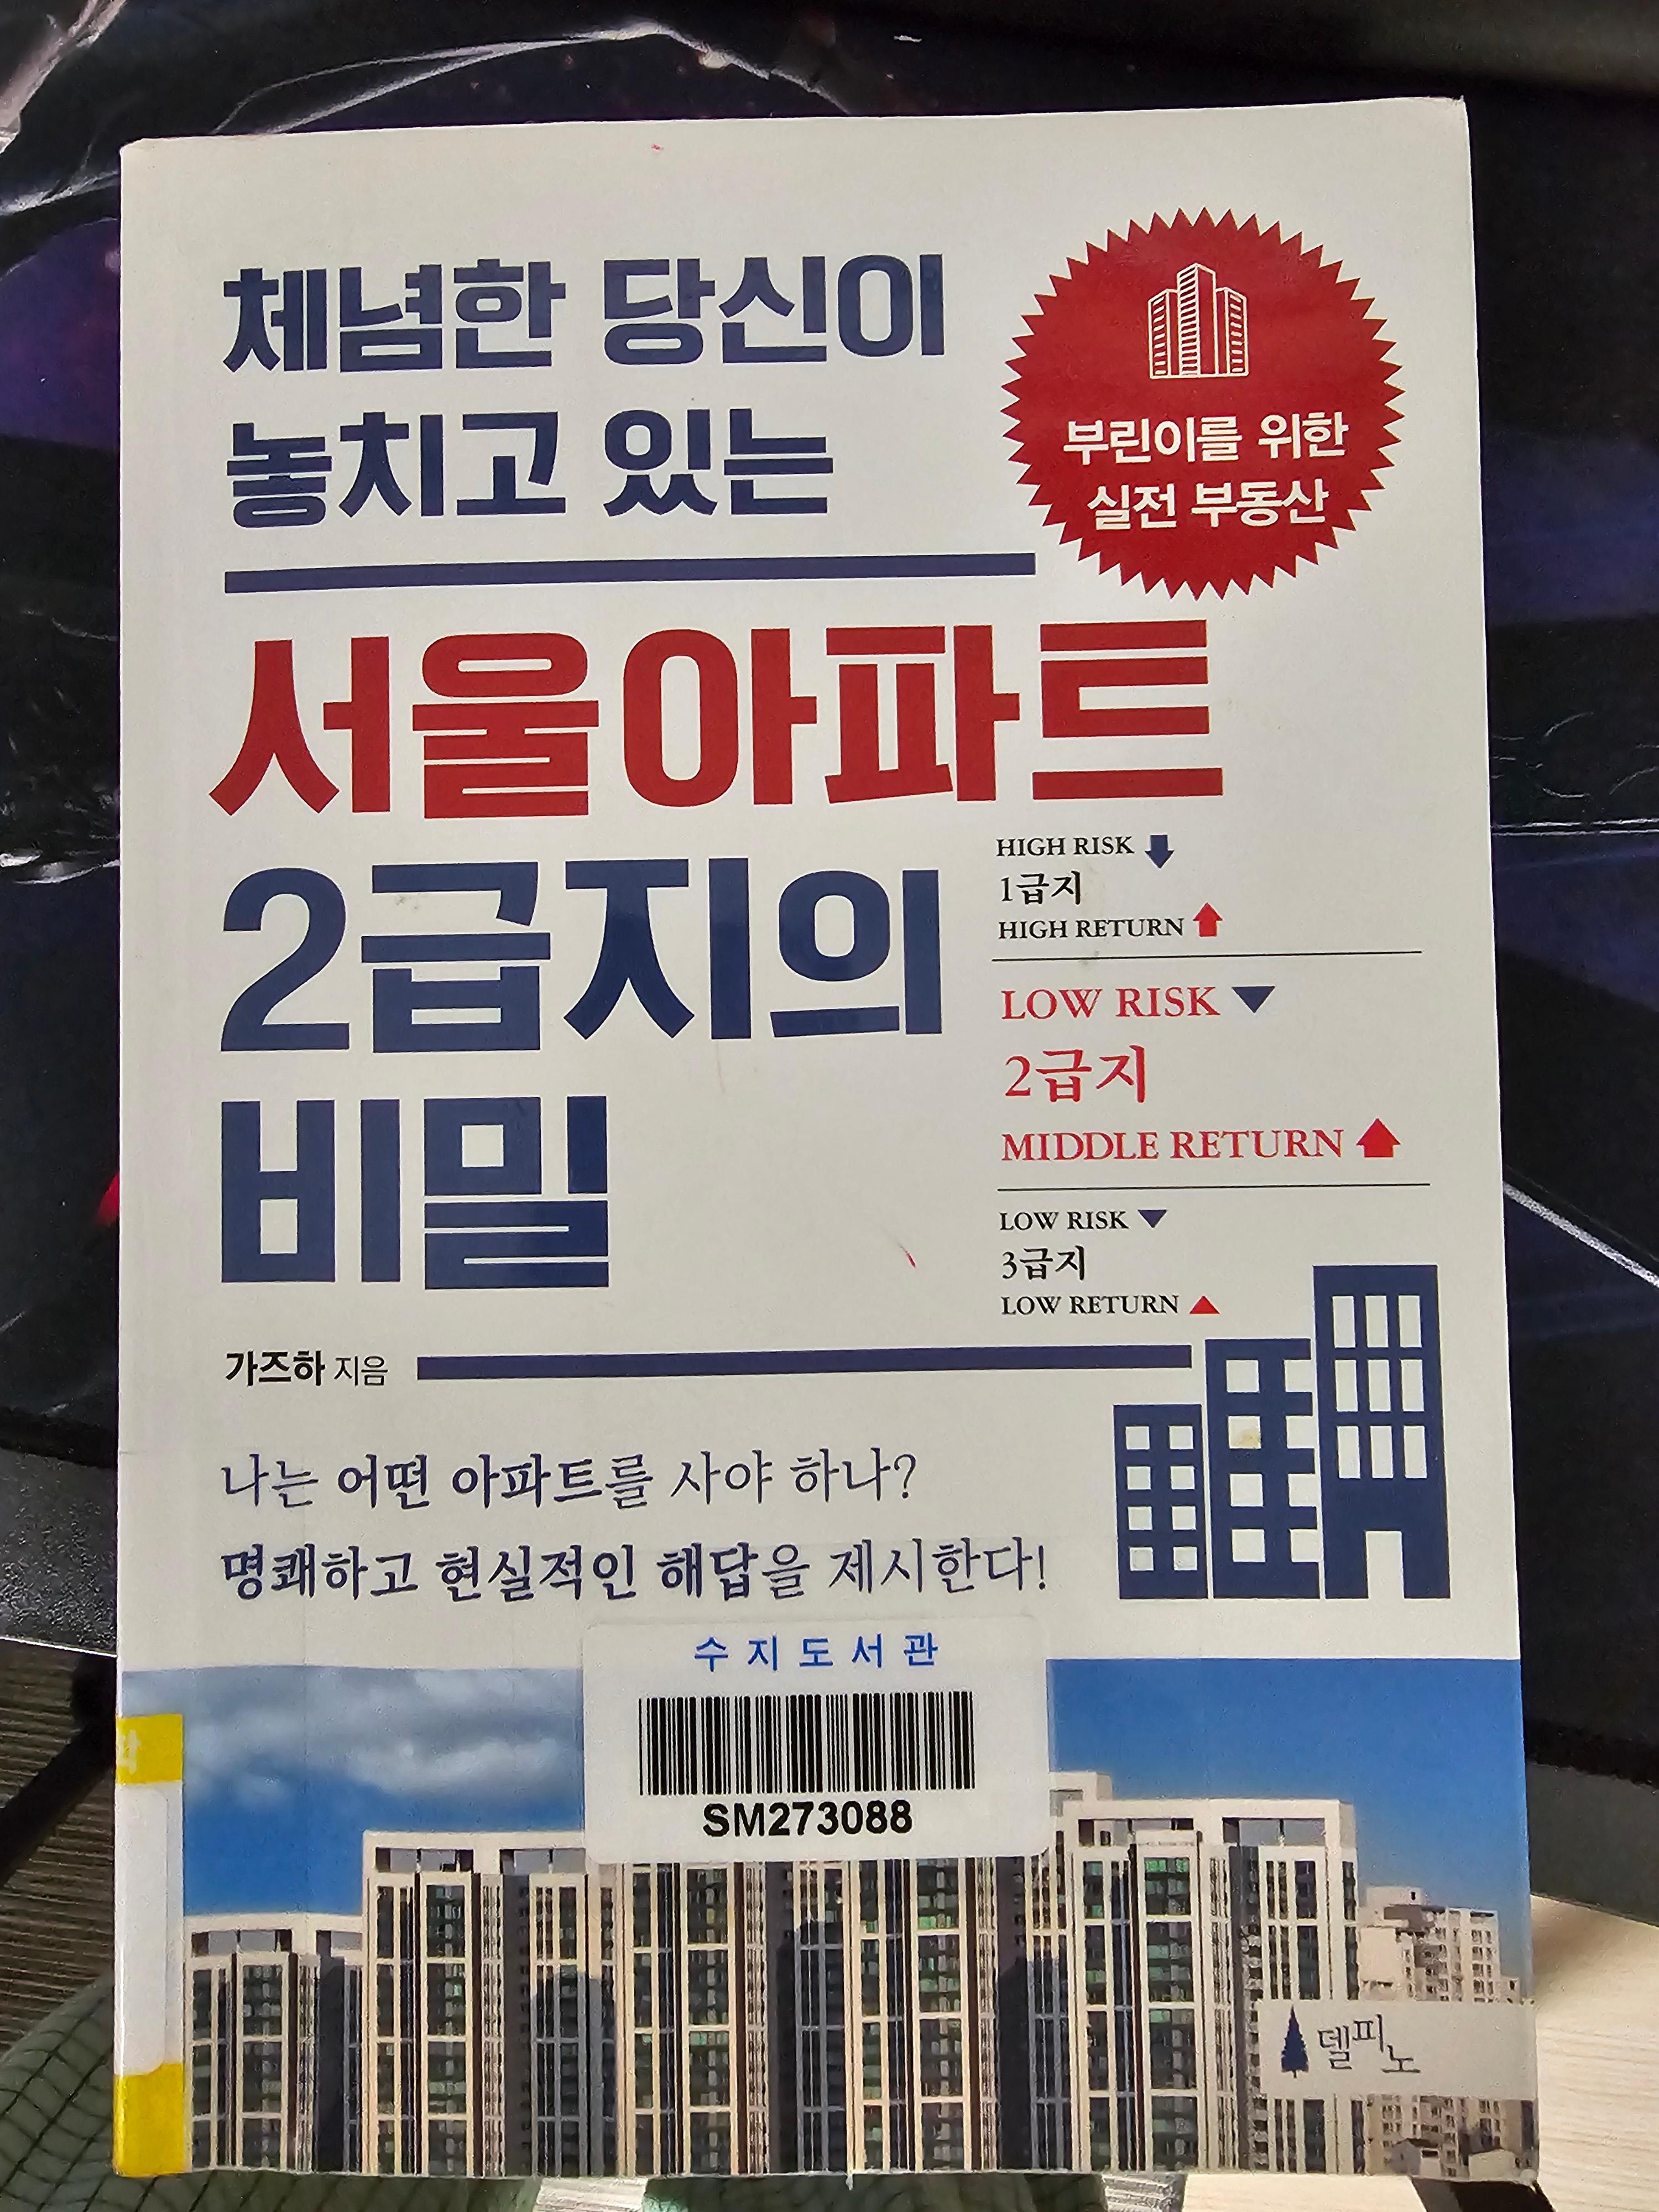 체념한 당신이
놓치고 있는
부린이를 위한
실전 부동산
서울아파트
2급지의
비밀
HIGH RISK
1급지
HIGH RETURN
LOW RISK
2급지
MIDDLE RETURN
LOW RISK
3급지
LOW RETURN
가즈하 지음
나는 어떤 아파트를 사야 하나?
명쾌하고 현실적인 해답을 제시한다!
수지도서관
SM273088
델피노